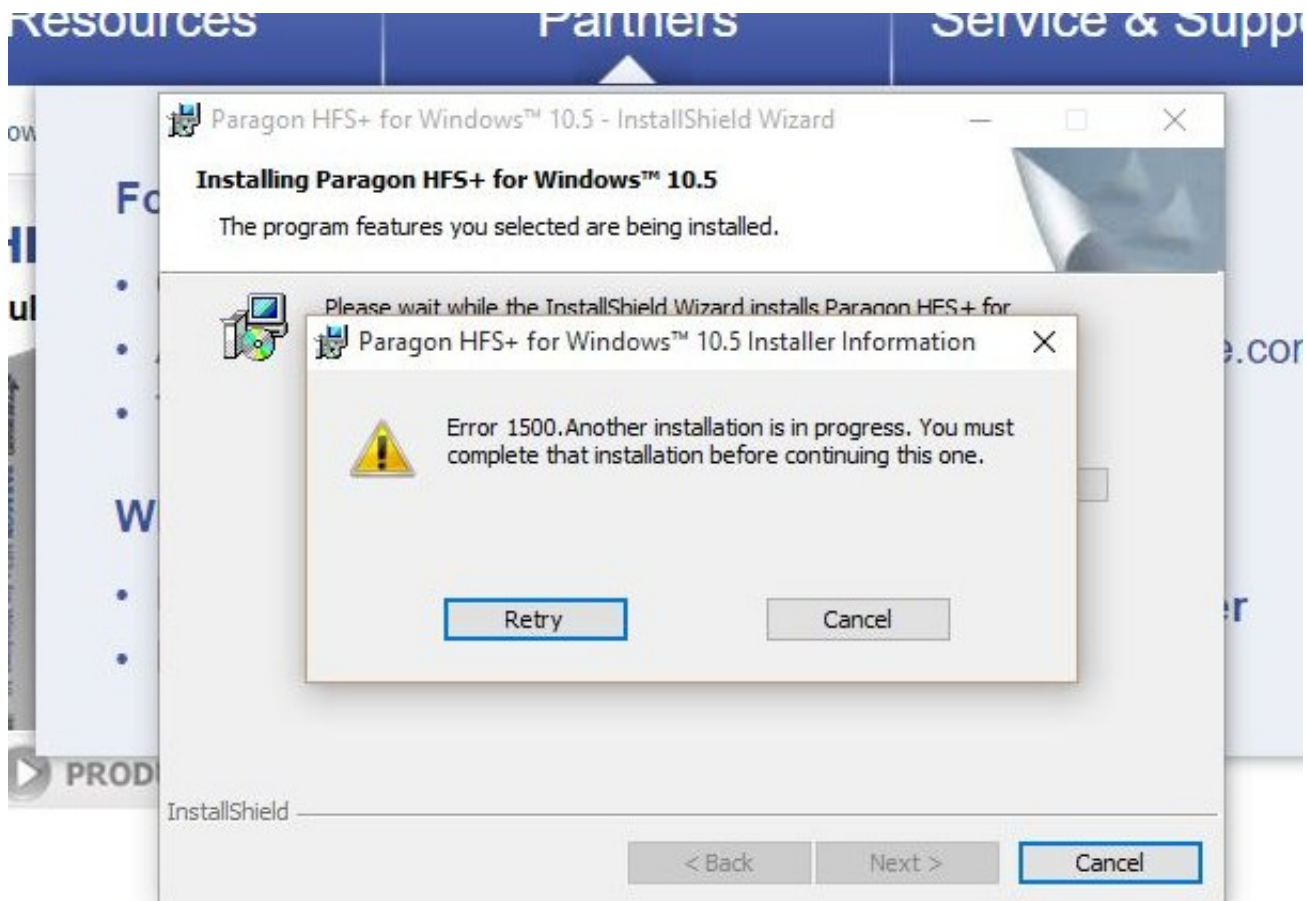 Resources
Partners
Service & Supp
Paragon HFS+ for Windows™ 10.5 - InstallShield Wizard
Installing Paragon HFS+ for Windows™ 10.5
The program features you selected are being installed.
Please wait while the InstallShield Wizard installs Paragon HFS+ for
Paragon HFS+ for Windows™ 10.5 Installer Information
Error 1500.Another installation is in progress. You must
complete that installation before continuing this one.
Retry
Cancel
PROD
InstallShield
< Back
Next >
Cancel